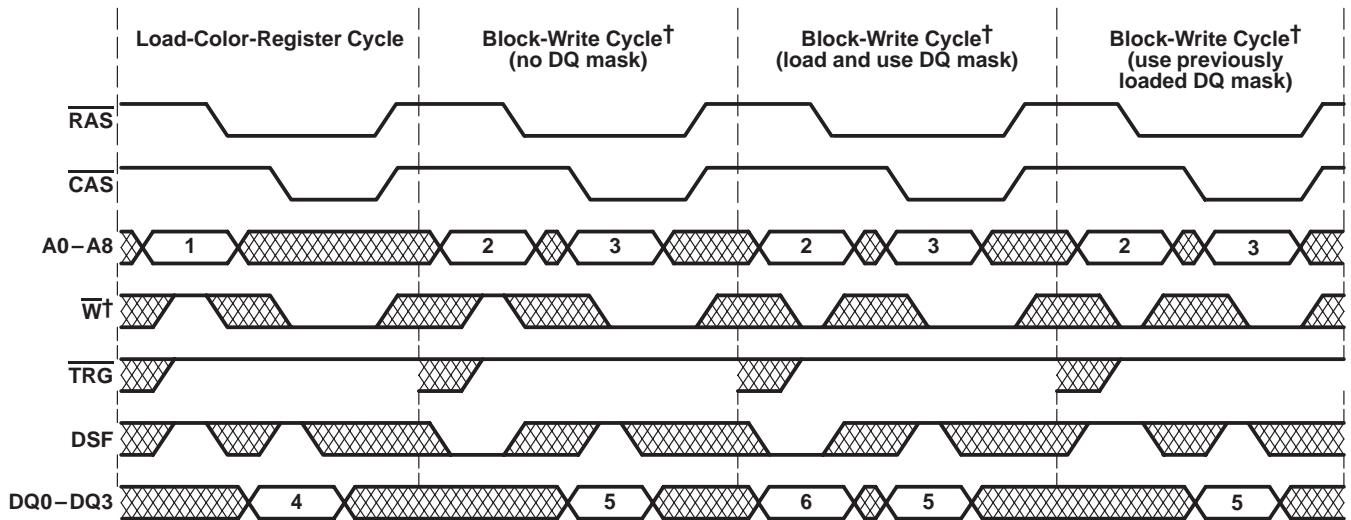 Load-Color-Register Cycle
Block-Write Cycle†
(no DQ mask)
Block-Write Cycle†
(load and use DQ mask)
Block-Write Cycle†
(use previously
loaded DQ mask)
RAS
CAS
A0–A8 1 2 3 2 3 2 3
W†
TRG
DSF
DQ0–DQ3 4 5 6 5 5